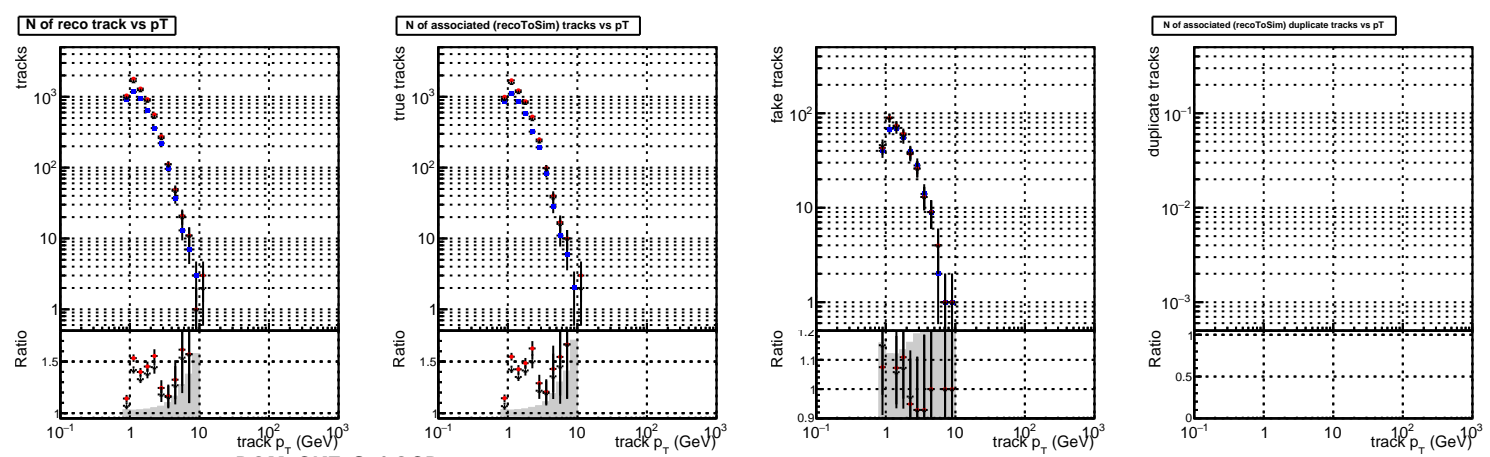 N of reco track vs pT
tracks
10³
10²
10
1
Ratio
1.5
1
10⁻¹ 1 10 10² 10³
track p_T (GeV)
N of associated (recoToSim) tracks vs pT
true tracks
10³
10²
10
1
Ratio
1.5
1
10⁻¹ 1 10 10² 10³
track p_T (GeV)
fake tracks
10²
10
1
Ratio
1.2
1.1
1
0.9
10⁻¹ 1 10 10² 10³
track p_T (GeV)
N of associated (recoToSim) duplicate tracks vs pT
duplicate tracks
10⁻¹
10⁻²
10⁻³
Ratio
1
0.5
0
10⁻¹ 1 10 10² 10³
track p_T (GeV)